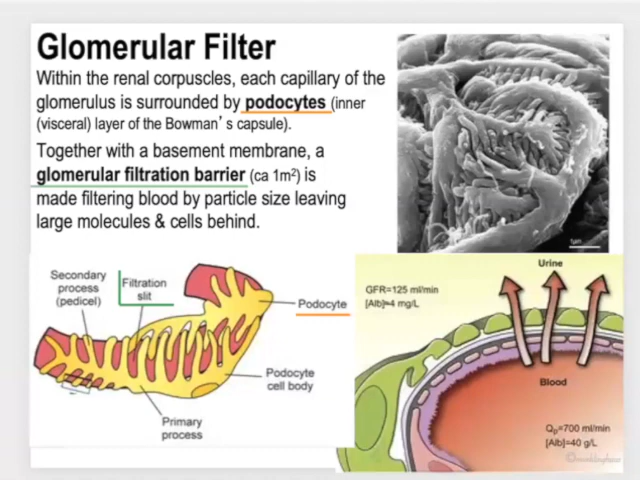 Glomerular Filter
Within the renal corpuscles, each capillary of the
glomerulus is surrounded by podocytes (inner
(visceral) layer of the Bowman's capsule).
Together with a basement membrane, a
glomerular filtration barrier (ca 1m²) is
made filtering blood by particle size leaving
large molecules & cells behind.
1µm
Secondary
process
(pedicel)
Filtration
slit
Podocyte
Podocyte
cell body
Primary
process
Urine
GFR=125 ml/min
[Alb]=4 mg/L
Blood
Qp=700 ml/min
[Alb]=40 g/L